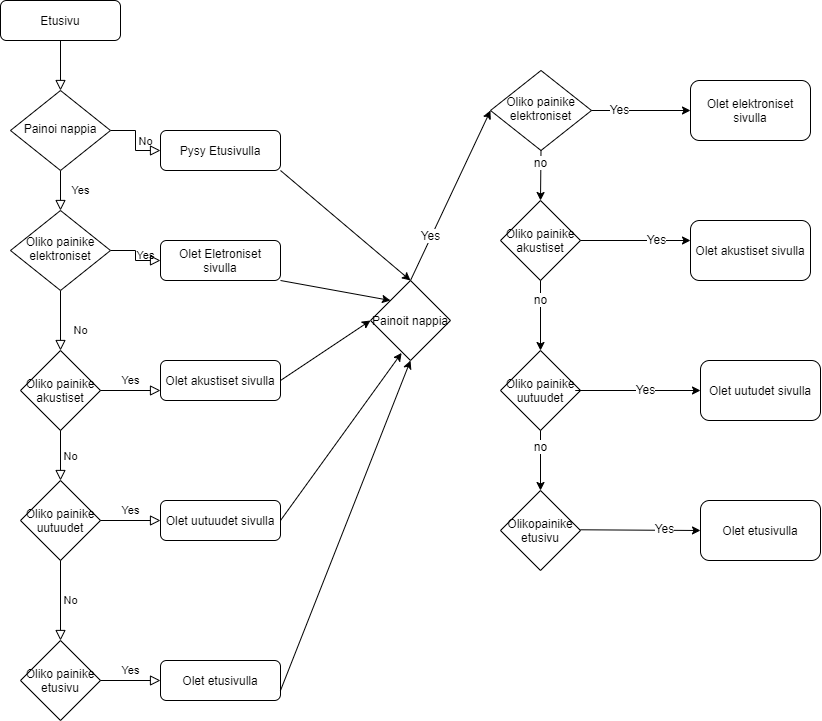 Etusivu
Painoi nappia
No
Pysy Etusivulla
Yes
Oliko painike
elektroniset
Yes
Olet Eletroniset
sivulla
No
Oliko painike
akustiset
Yes
Olet akustiset sivulla
No
Oliko painike
uutuudet
Yes
Olet uutuudet sivulla
No
Oliko painike
etusivu
Yes
Olet etusivulla
Painoit nappia
Yes
Oliko painike
elektroniset
Yes
Olet elektroniset
sivulla
no
Oliko painike
akustiset
Yes
Olet akustiset sivulla
no
Oliko painike
uutuudet
Yes
Olet uutudet sivulla
no
Olikopainike
etusivu
Yes
Olet etusivulla